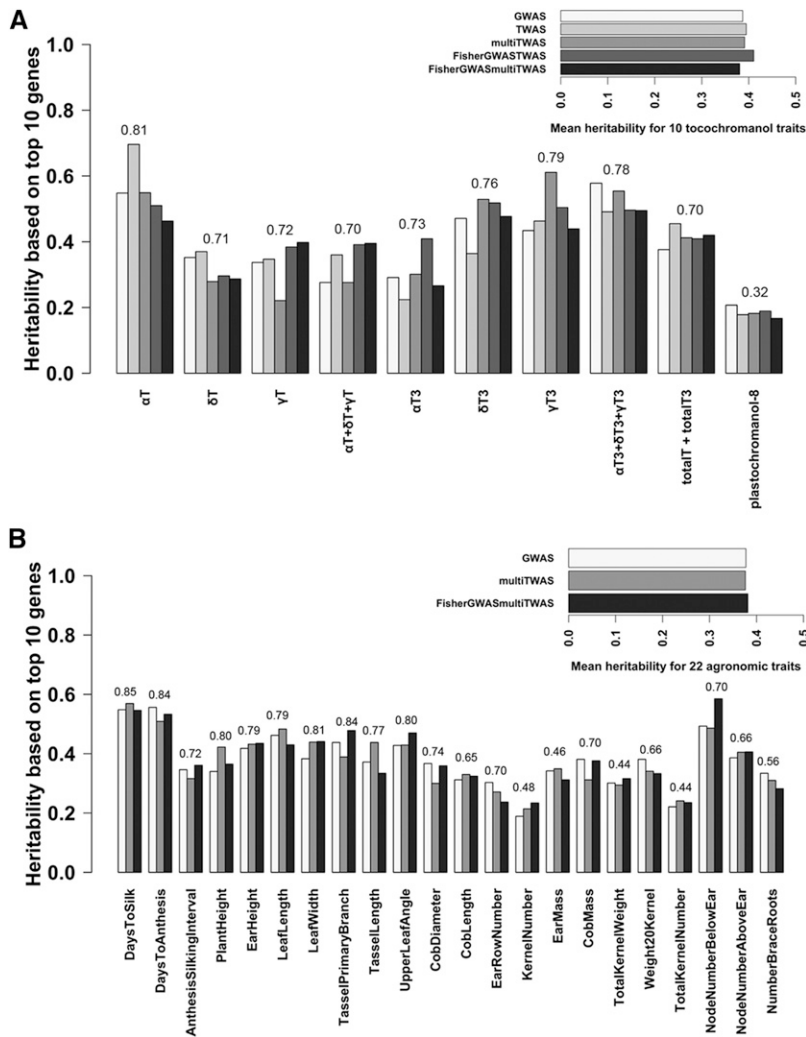 A
GWAS
TWAS
multiTWAS
FisherGWASTWAS
FisherGWASmultiTWAS
0.0 0.1 0.2 0.3 0.4 0.5
Mean heritability for 10 tocochromanol traits
Heritability based on top 10 genes
1.0
0.8
0.6
0.4
0.2
0.0
0.81
0.71
0.72
0.70
0.73
0.76
0.79
0.78
0.70
0.32
αT
δT
γT
αT+δT+γT
αT3
δT3
γT3
αT3+δT3+γT3
totalT + totalT3
plastochromanol-8
B
GWAS
multiTWAS
FisherGWASmultiTWAS
0.0 0.1 0.2 0.3 0.4 0.5
Mean heritability for 22 agronomic traits
Heritability based on top 10 genes
1.0
0.8
0.6
0.4
0.2
0.0
0.85
0.84
0.72
0.80
0.79
0.79
0.81
0.84
0.77
0.80
0.74
0.65
0.70
0.48
0.46
0.70
0.44
0.66
0.44
0.70
0.66
0.56
DaysToSilk
DaysToAnthesis
AnthesisSilkingInterval
PlantHeight
EarHeight
LeafLength
LeafWidth
TasselPrimaryBranch
TasselLength
UpperLeafAngle
CobDiameter
CobLength
EarRowNumber
KernelNumber
EarMass
CobMass
TotalKernelWeight
Weight20Kernel
TotalKernelNumber
NodeNumberBelowEar
NodeNumberAboveEar
NumberBraceRoots